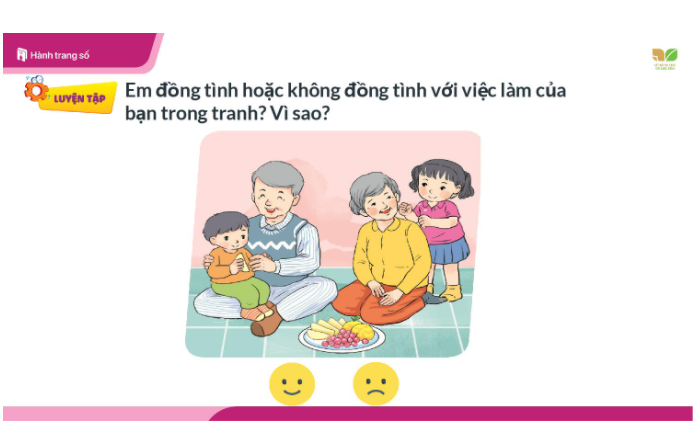 Hành trang số
LUYỆN TẬP
Em đồng tình hoặc không đồng tình với việc làm của
bạn trong tranh? Vì sao?